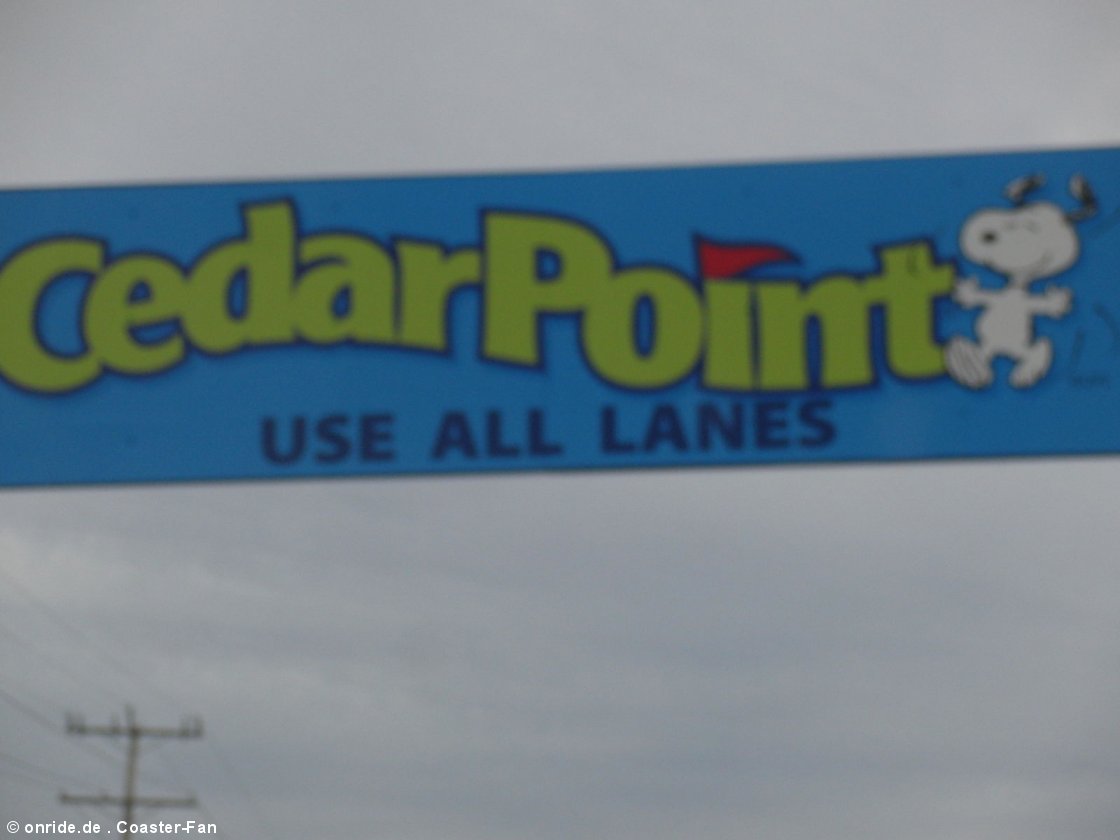 CedarPoint
USE ALL LANES
© onride.de . Coaster-Fan